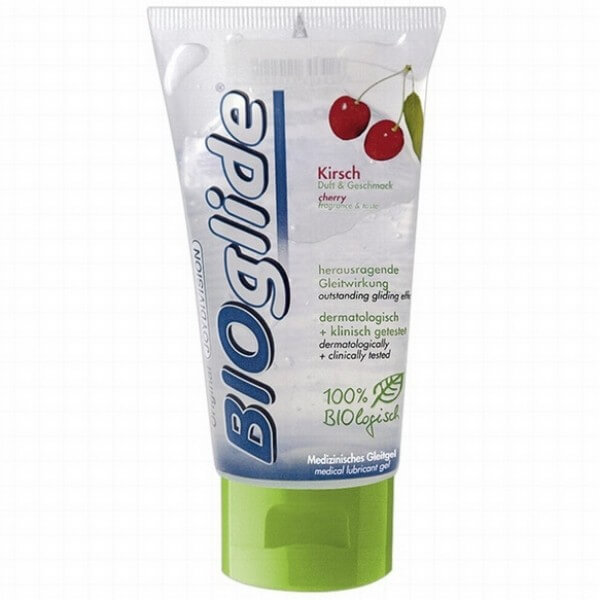 BIOglide®
Kirsch
Duft & Geschmack
cherry
fragrance & taste
herausragende
Gleitwirkung
outstanding gliding effe
dermatologisch
+ klinisch getestet
dermatologically
+ clinically tested
100%
BIOlogisch
Medizinisches Gleitgel
medical lubricant gel
Original JOYDIVISION